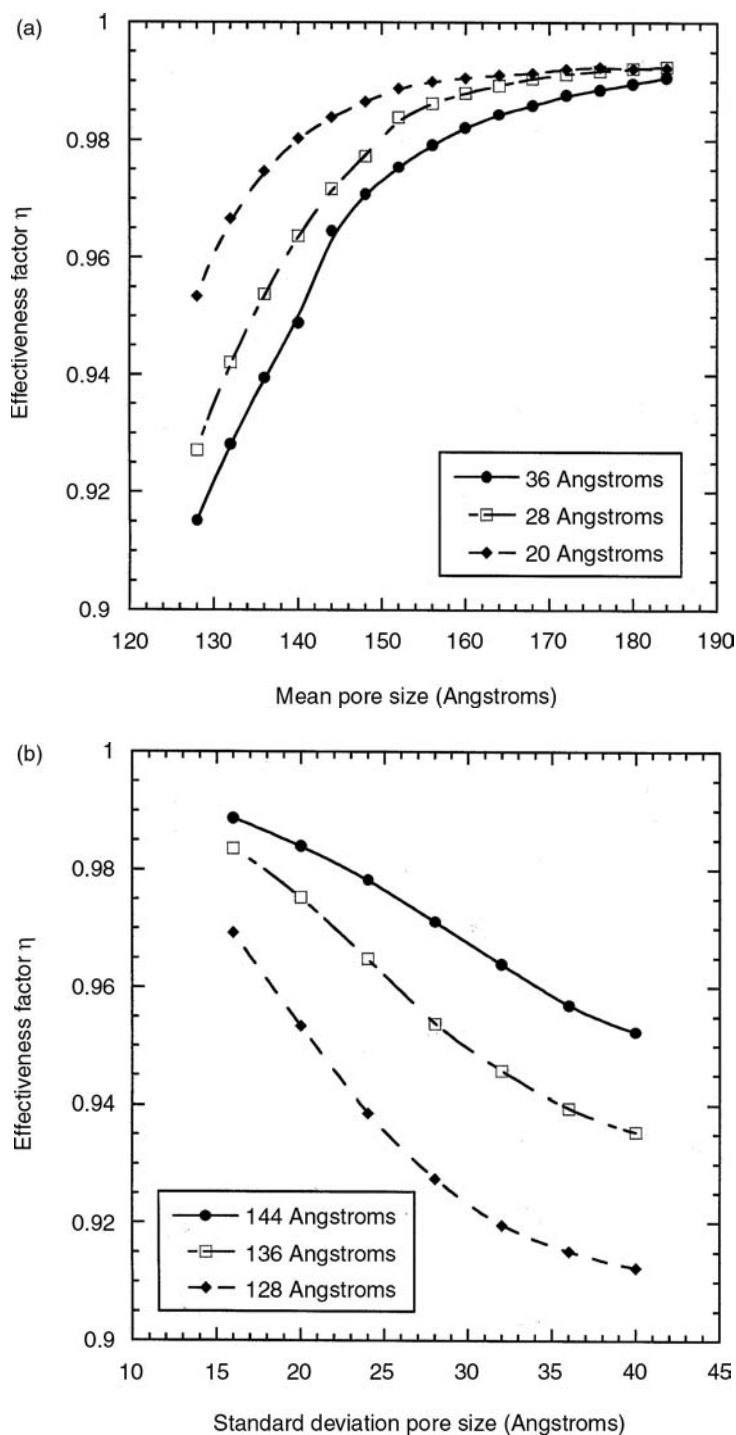 (a)
1
0.98
0.96
0.94
0.92
0.9
Effectiveness factor η
36 Angstroms
28 Angstroms
20 Angstroms
120 130 140 150 160 170 180 190
Mean pore size (Angstroms)
(b)
1
0.98
0.96
0.94
0.92
0.9
Effectiveness factor η
144 Angstroms
136 Angstroms
128 Angstroms
10 15 20 25 30 35 40 45
Standard deviation pore size (Angstroms)